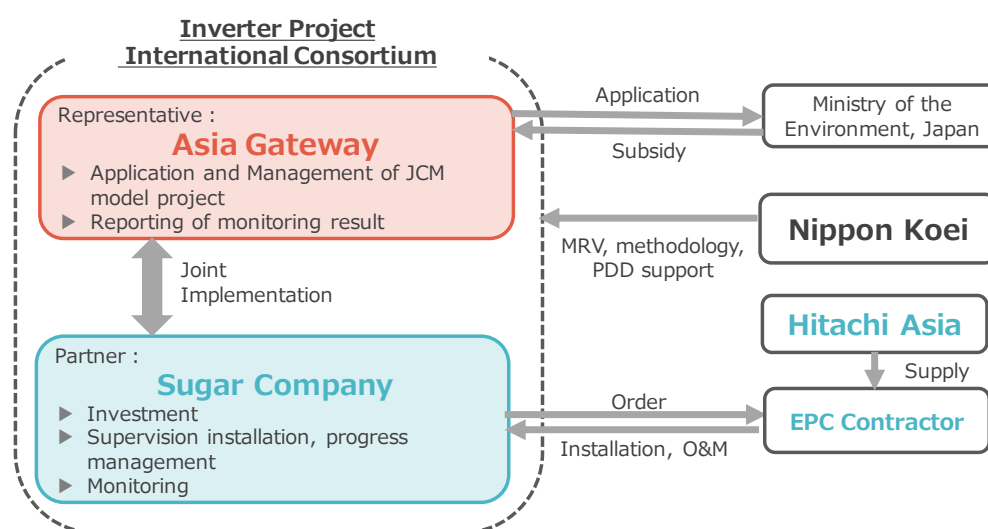 Inverter Project
International Consortium
Representative :
Asia Gateway
▶ Application and Management of JCM
model project
▶ Reporting of monitoring result
Application
Subsidy
Ministry of the
Environment, Japan
MRV, methodology,
PDD support
Nippon Koei
Joint
Implementation
Hitachi Asia
Supply
Partner :
Sugar Company
▶ Investment
▶ Supervision installation, progress
management
▶ Monitoring
Order
Installation, O&M
EPC Contractor